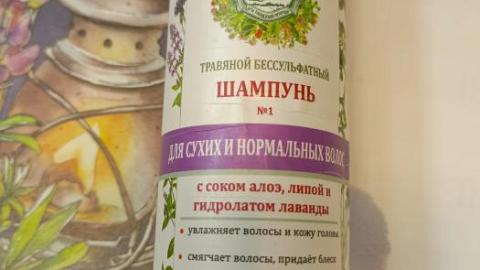 ТРАВЯНОЙ БЕССУЛЬФАТНЫЙ
ШАМПУНЬ
№1
ДЛЯ СУХИХ И НОРМАЛЬНЫХ ВОЛОС
с соком алоэ, липой и
гидролатом лаванды
• увлажняет волосы и кожу головы
• смягчает волосы, придаёт блеск